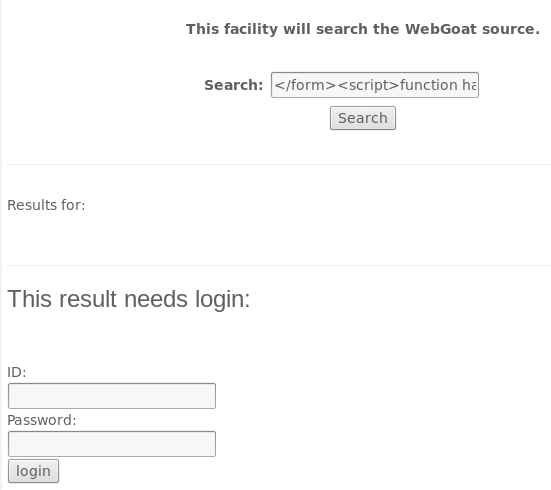 This facility will search the WebGoat source.
Search: </form><script>function ha
Search
Results for:
This result needs login:
ID:
Password:
login